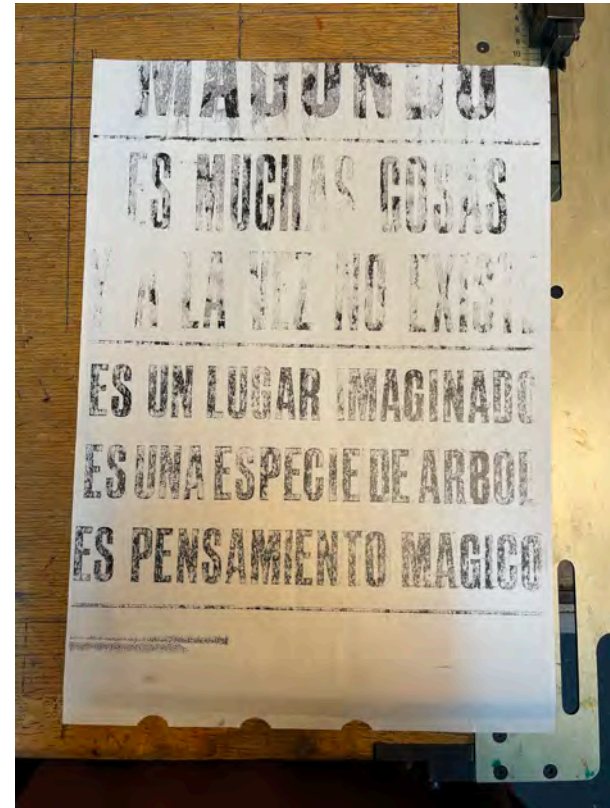 MACONDO
ES MUCHAS COSAS
Y A LA VEZ NO EXISTE
ES UN LUGAR IMAGINADO
ES UNA ESPECIE DE ARBOL
ES PENSAMIENTO MAGICO